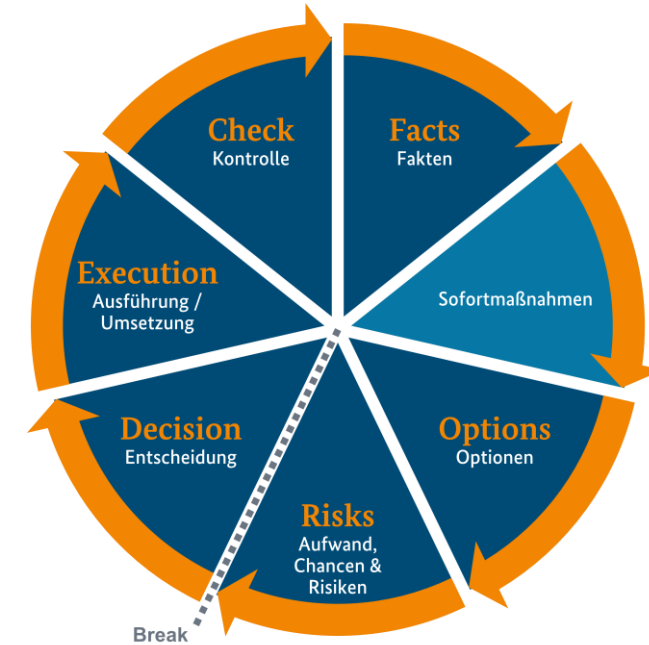 Facts
Fakten
Sofortmaßnahmen
Options
Optionen
Risks
Aufwand,
Chancen &
Risiken
Break
Decision
Entscheidung
Execution
Ausführung /
Umsetzung
Check
Kontrolle